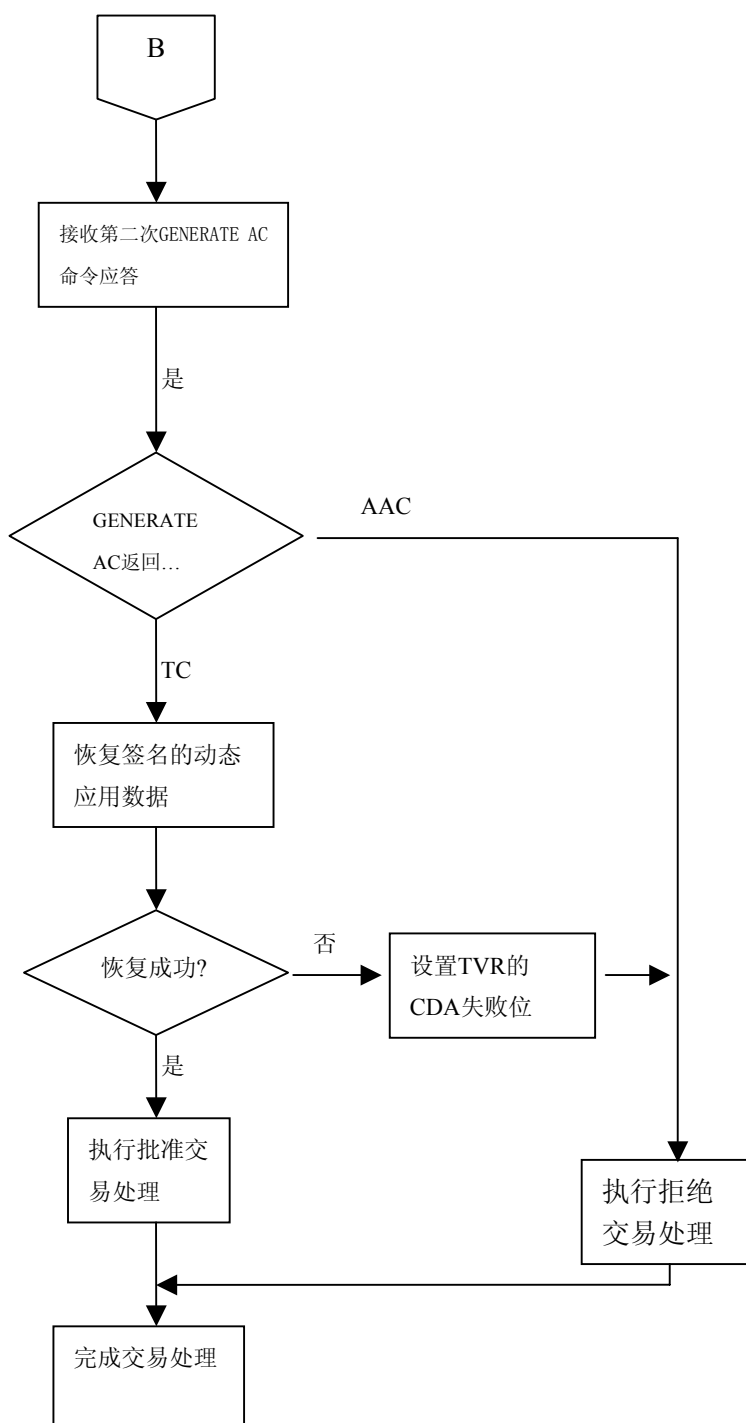 B
接收第二次GENERATE AC
命令应答
是
GENERATE
AC返回...
AAC
TC
恢复签名的动态
应用数据
恢复成功?
否
设置TVR的
CDA失败位
是
执行批准交
易处理
执行拒绝
交易处理
完成交易处理